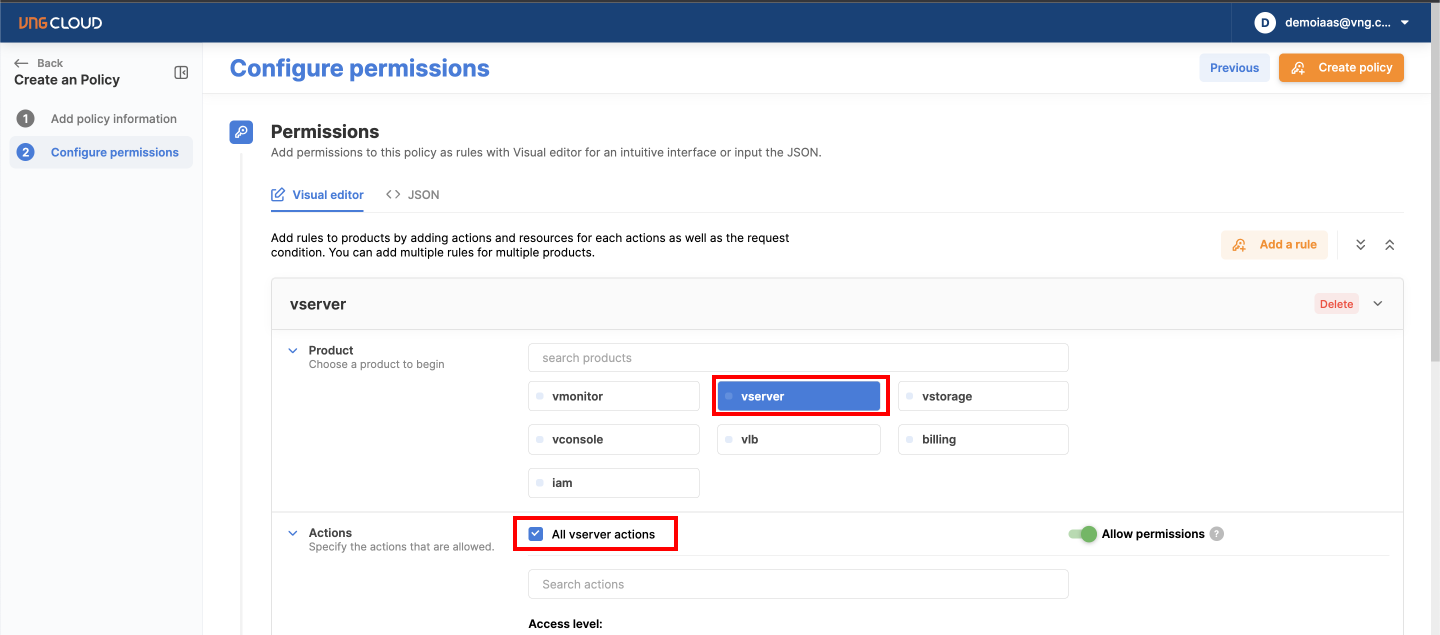 VNG CLOUD
D demoiaas@vng.c...
Back
Create an Policy
1 Add policy information
2 Configure permissions
Configure permissions
Previous
Create policy
Permissions
Add permissions to this policy as rules with Visual editor for an intuitive interface or input the JSON.
Visual editor
<> JSON
Add rules to products by adding actions and resources for each actions as well as the request
condition. You can add multiple rules for multiple products.
Add a rule
vserver
Delete
Product
Choose a product to begin
search products
vmonitor
vserver
vstorage
vconsole
vlb
billing
iam
Actions
Specify the actions that are allowed.
All vserver actions
Allow permissions ?
Search actions
Access level: